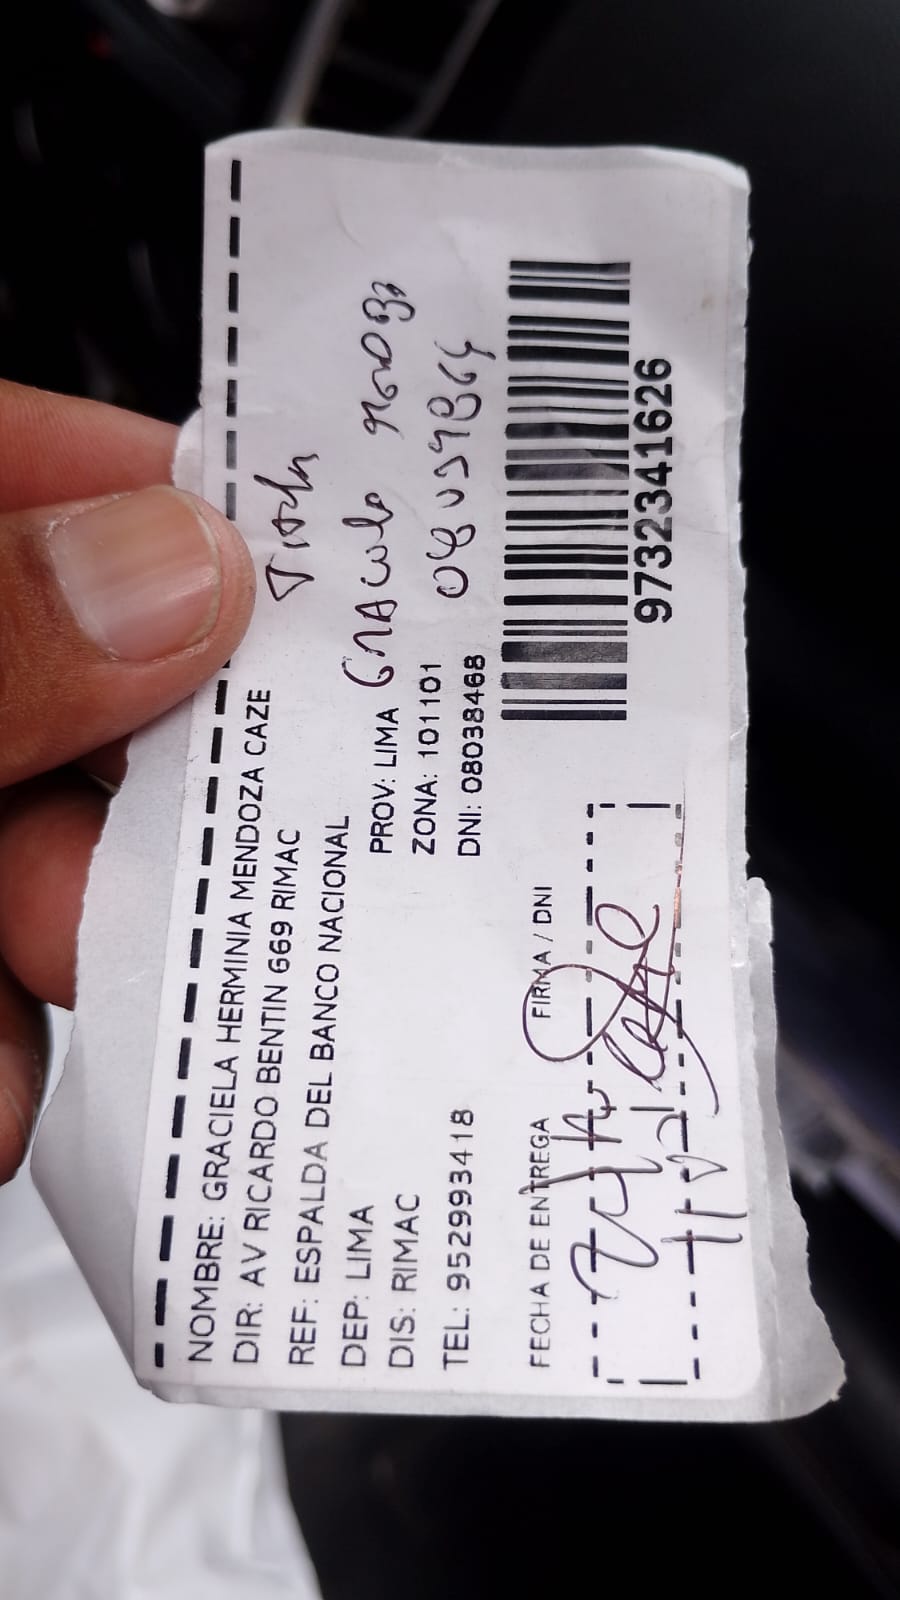 NOMBRE: GRACIELA HERMINIA MENDOZA CAZE
DIR: AV RICARDO BENTIN 669 RIMAC
REF: ESPALDA DEL BANCO NACIONAL
DEP: LIMA PROV: LIMA
DIS: RIMAC ZONA: 101101
TEL: 952993418 DNI: 08038468
FECHA DE ENTREGA FIRMA / DNI
9732341626